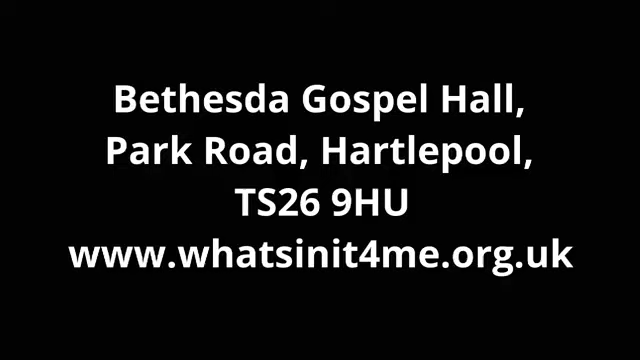 Bethesda Gospel Hall,
Park Road, Hartlepool,
TS26 9HU
www.whatsinit4me.org.uk